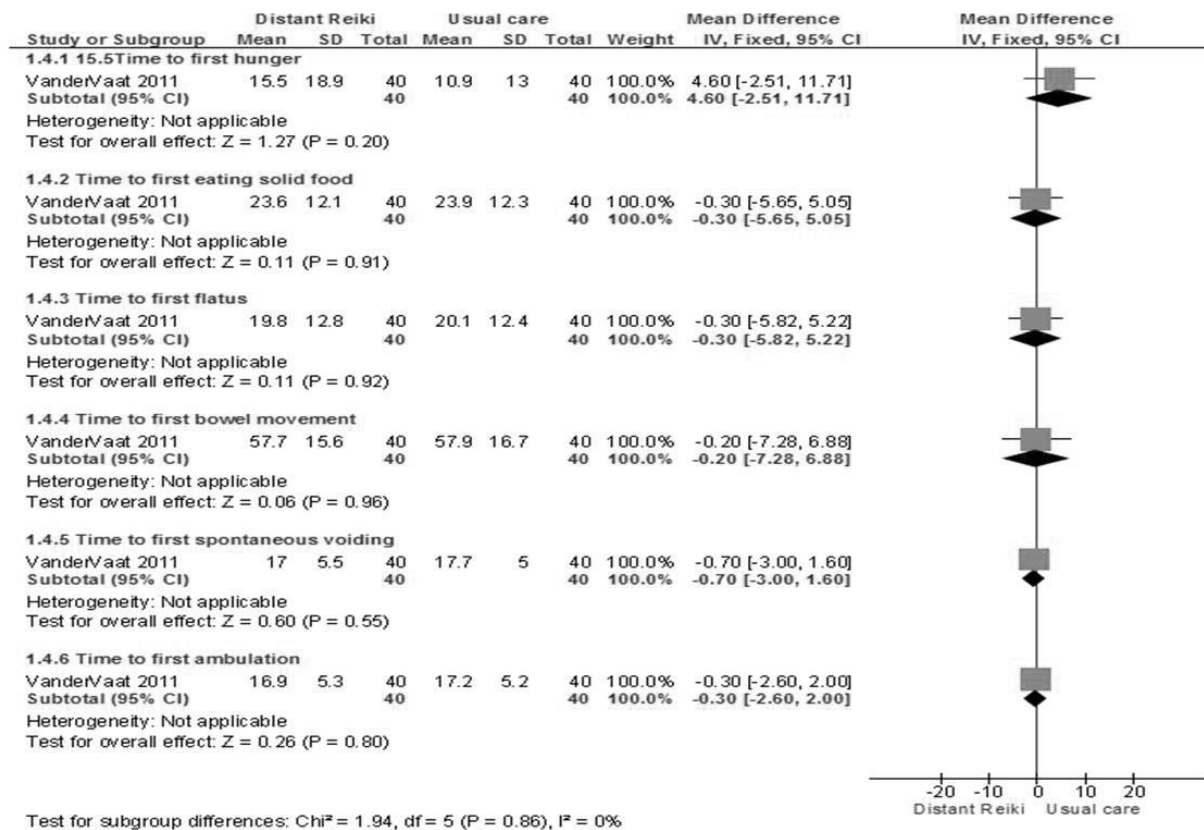 Distant Reiki Usual care Mean Difference Mean Difference
Study or Subgroup Mean SD Total Mean SD Total Weight IV, Fixed, 95% CI IV, Fixed, 95% CI
1.4.1 15.5Time to first hunger
VanderVaat 2011 15.5 18.9 40 10.9 13 40 100.0% 4.60 [-2.51, 11.71]
Subtotal (95% CI) 40 40 100.0% 4.60 [-2.51, 11.71]
Heterogeneity: Not applicable
Test for overall effect: Z = 1.27 (P = 0.20)
1.4.2 Time to first eating solid food
VanderVaat 2011 23.6 12.1 40 23.9 12.3 40 100.0% -0.30 [-5.65, 5.05]
Subtotal (95% CI) 40 40 100.0% -0.30 [-5.65, 5.05]
Heterogeneity: Not applicable
Test for overall effect: Z = 0.11 (P = 0.91)
1.4.3 Time to first flatus
VanderVaat 2011 19.8 12.8 40 20.1 12.4 40 100.0% -0.30 [-5.82, 5.22]
Subtotal (95% CI) 40 40 100.0% -0.30 [-5.82, 5.22]
Heterogeneity: Not applicable
Test for overall effect: Z = 0.11 (P = 0.92)
1.4.4 Time to first bowel movement
VanderVaat 2011 57.7 15.6 40 57.9 16.7 40 100.0% -0.20 [-7.28, 6.88]
Subtotal (95% CI) 40 40 100.0% -0.20 [-7.28, 6.88]
Heterogeneity: Not applicable
Test for overall effect: Z = 0.06 (P = 0.96)
1.4.5 Time to first spontaneous voiding
VanderVaat 2011 17 5.5 40 17.7 5 40 100.0% -0.70 [-3.00, 1.60]
Subtotal (95% CI) 40 40 100.0% -0.70 [-3.00, 1.60]
Heterogeneity: Not applicable
Test for overall effect: Z = 0.60 (P = 0.55)
1.4.6 Time to first ambulation
VanderVaat 2011 16.9 5.3 40 17.2 5.2 40 100.0% -0.30 [-2.60, 2.00]
Subtotal (95% CI) 40 40 100.0% -0.30 [-2.60, 2.00]
Heterogeneity: Not applicable
Test for overall effect: Z = 0.26 (P = 0.80)
-20 -10 0 10 20
Distant Reiki Usual care
Test for subgroup differences: Chi² = 1.94, df = 5 (P = 0.86), I² = 0%